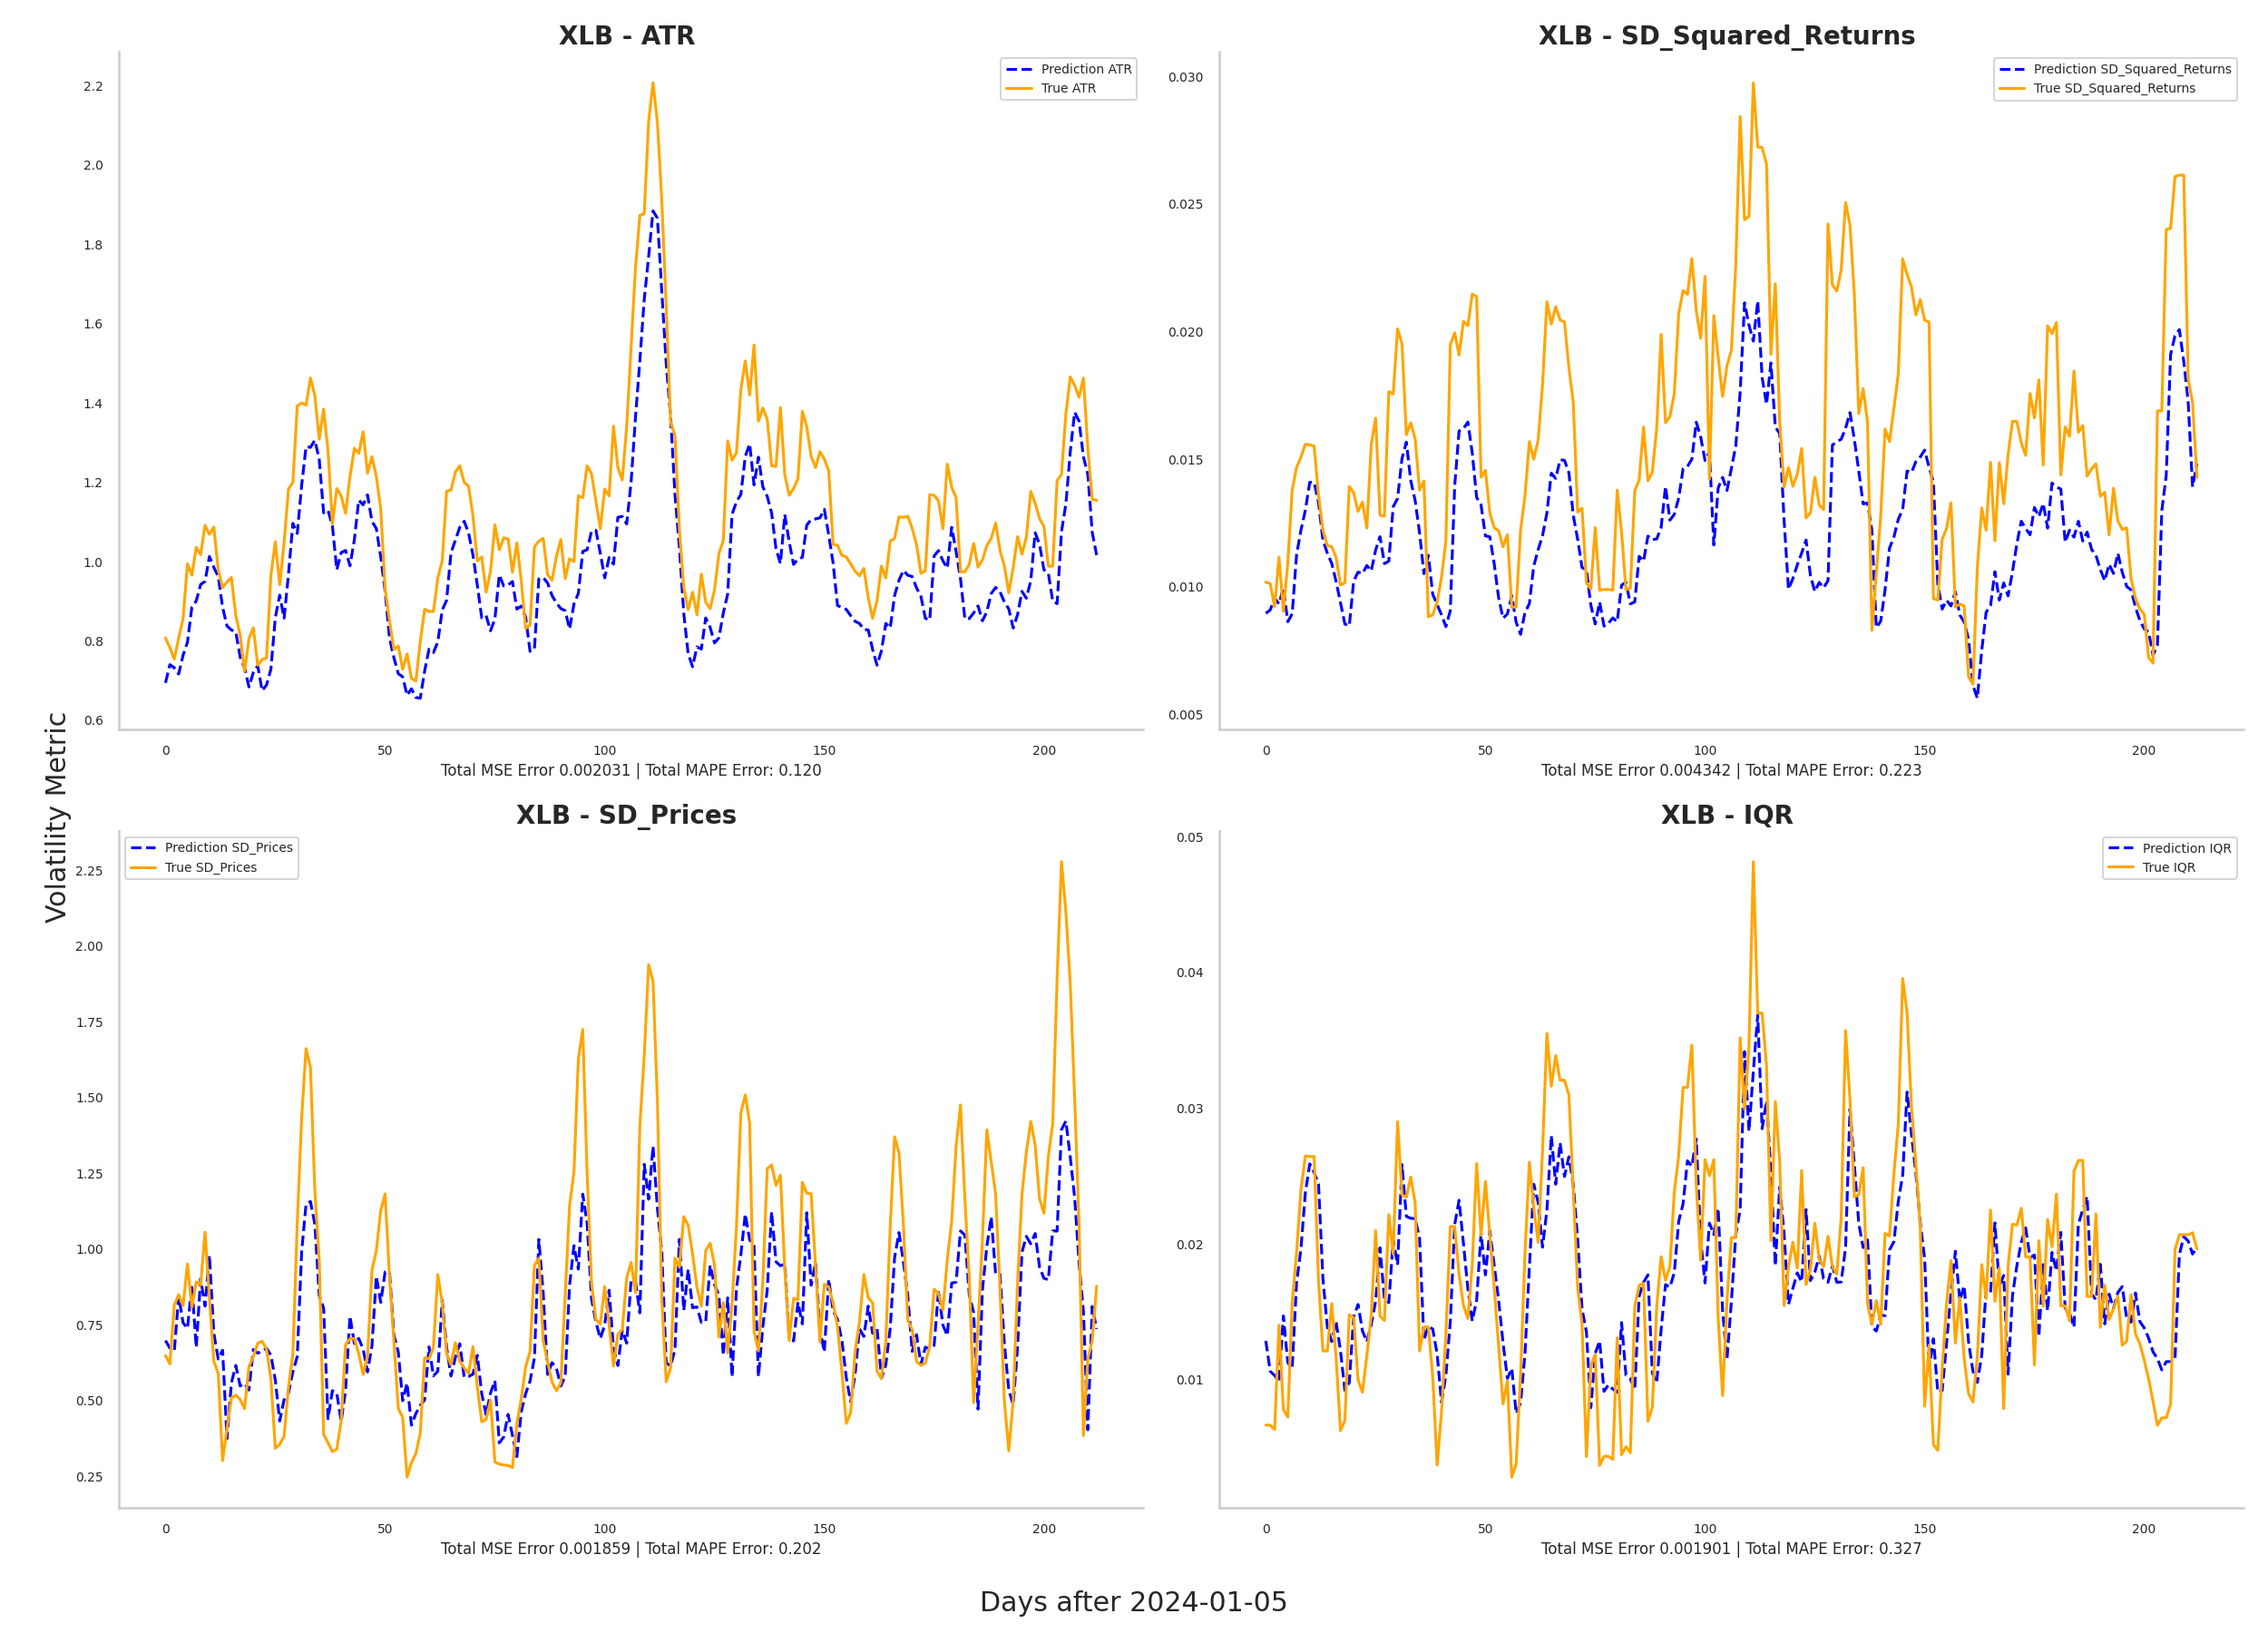 XLB - ATR
Prediction ATR
True ATR
2.2
2.0
1.8
1.6
1.4
1.2
1.0
0.8
0.6
0 50 100 150 200
Total MSE Error 0.002031 | Total MAPE Error: 0.120
XLB - SD_Squared_Returns
Prediction SD_Squared_Returns
True SD_Squared_Returns
0.030
0.025
0.020
0.015
0.010
0.005
0 50 100 150 200
Total MSE Error 0.004342 | Total MAPE Error: 0.223
Volatility Metric
XLB - SD_Prices
Prediction SD_Prices
True SD_Prices
2.25
2.00
1.75
1.50
1.25
1.00
0.75
0.50
0.25
0 50 100 150 200
Total MSE Error 0.001859 | Total MAPE Error: 0.202
XLB - IQR
Prediction IQR
True IQR
0.05
0.04
0.03
0.02
0.01
0 50 100 150 200
Total MSE Error 0.001901 | Total MAPE Error: 0.327
Days after 2024-01-05